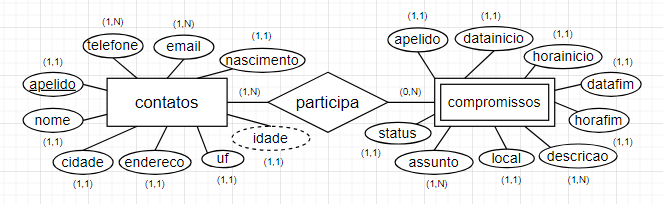 (1,N)
(1,N)
(1,1)
(1,1)
telefone
email
(1,1)
apelido
datainicio
(1,1)
nascimento
horainicio
(1,1)
(1,1)
apelido
contatos
(1,N)
participa
(0,N)
compromissos
datafim
nome
idade
status
horafim
(1,1)
cidade
endereco
uf
(1,1)
(1,1)
assunto
local
descricao
(1,1)
(1,1)
(1,1)
(1,1)
(1,N)
(1,1)
(1,N)